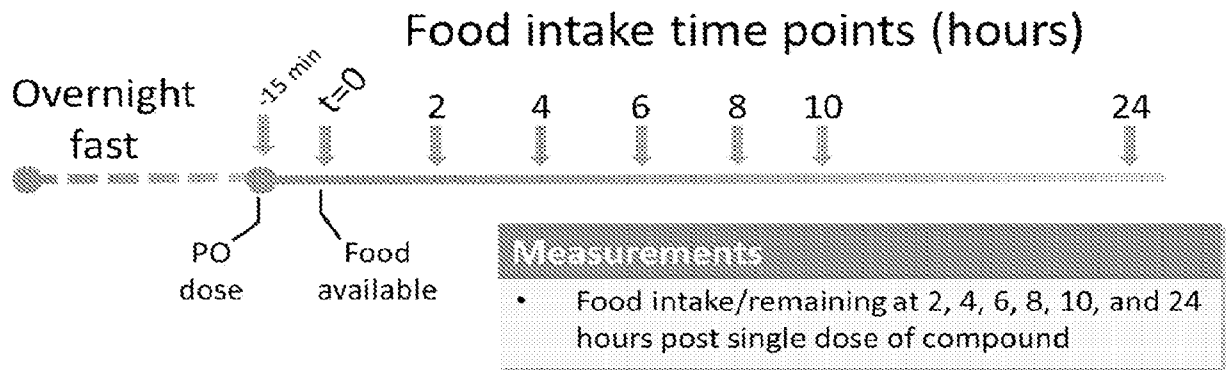 Food intake time points (hours)
Overnight
fast
-15 min
t=0
2 4 6 8 10 24
PO
dose
Food
available
Measurements
• Food intake/remaining at 2, 4, 6, 8, 10, and 24
hours post single dose of compound